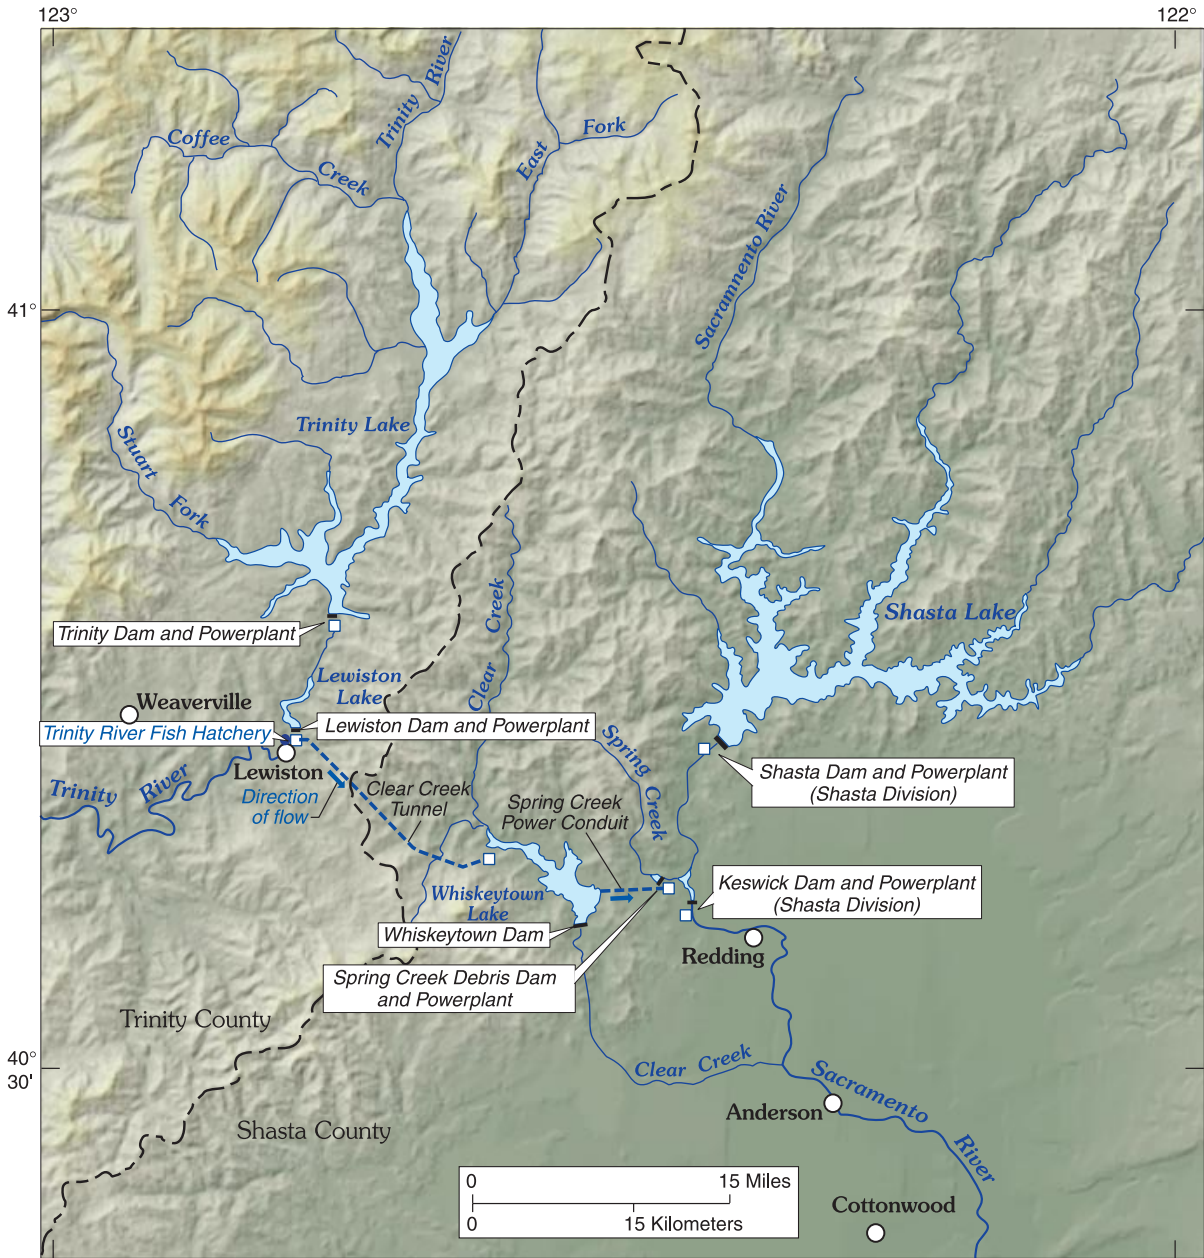 123°
122°
Trinity River
Coffee
Creek
East
Fork
Sacramnento River
41°
Trinity Lake
Stuart
Fork
Clear Creek
Shasta Lake
Trinity Dam and Powerplant
Lewiston
Lake
Weaverville
Trinity River Fish Hatchery
Lewiston Dam and Powerplant
Spring Creek
Lewiston
Trinity River
Direction
of flow
Clear Creek
Tunnel
Spring Creek
Power Conduit
Shasta Dam and Powerplant
(Shasta Division)
Whiskeytown
Lake
Keswick Dam and Powerplant
(Shasta Division)
Whiskeytown Dam
Redding
Spring Creek Debris Dam
and Powerplant
Trinity County
40°
30'
Clear Creek
Sacramento
River
Anderson
Shasta County
0
15 Miles
0
15 Kilometers
Cottonwood